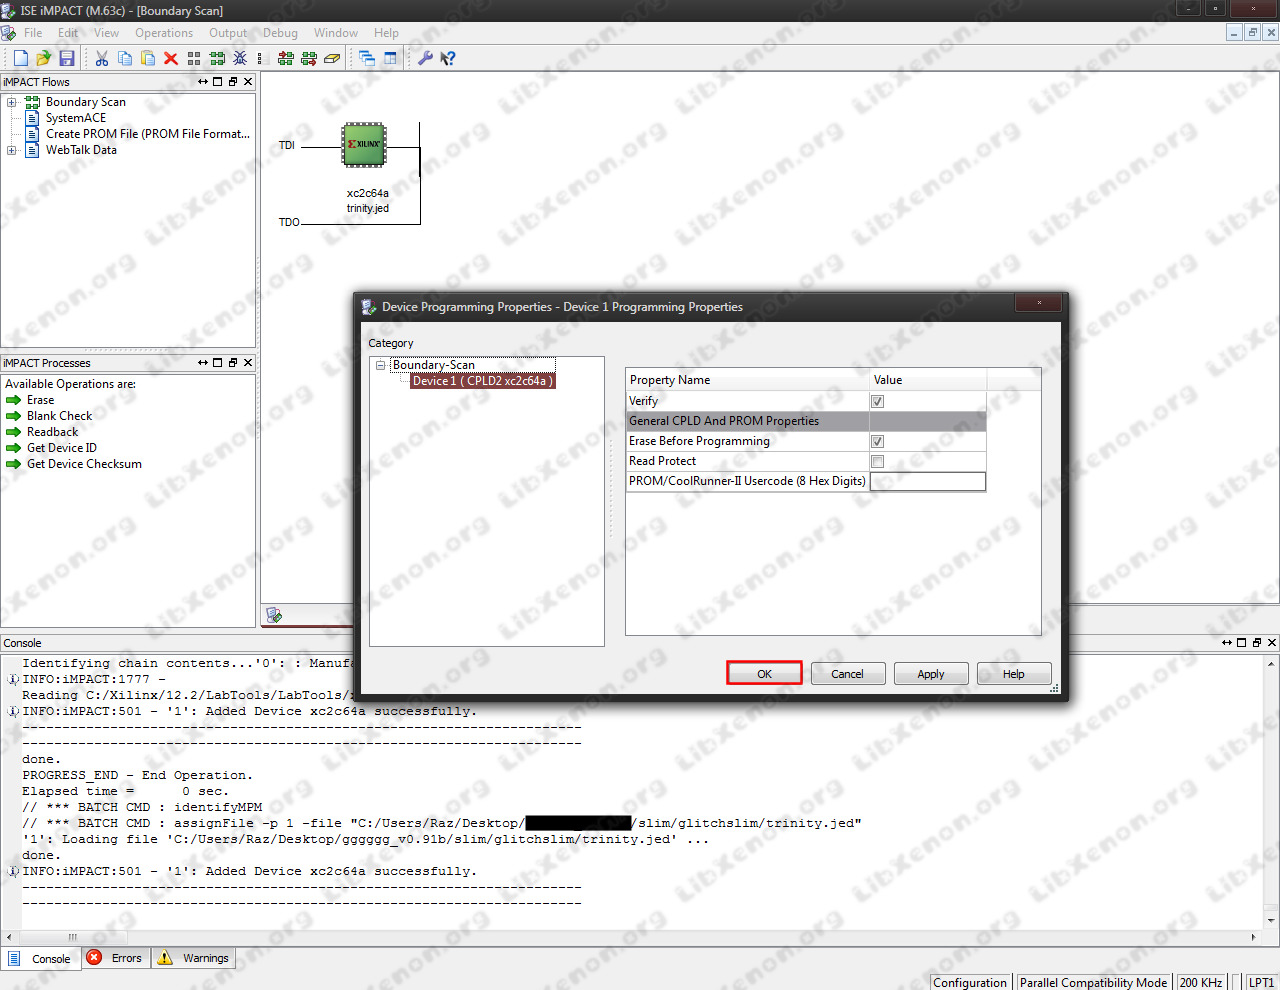 ISE iMPACT (M.63c) - [Boundary Scan]
File Edit View Operations Output Debug Window Help
iMPACT Flows
Boundary Scan
SystemACE
Create PROM File (PROM File Format...
WebTalk Data
TDI
XILINX
xc2c64a
trinity.jed
TDO
iMPACT Processes
Available Operations are:
Erase
Blank Check
Readback
Get Device ID
Get Device Checksum
Device Programming Properties - Device 1 Programming Properties
Category
Boundary-Scan
Device 1 ( CPLD2 xc2c64a )
Property Name Value
Verify
General CPLD And PROM Properties
Erase Before Programming
Read Protect
PROM/CoolRunner-II Usercode (8 Hex Digits)
OK Cancel Apply Help
Console
Identifying chain contents...'0': : Manufa
INFO:iMPACT:1777 -
Reading C:/Xilinx/12.2/LabTools/LabTools/
INFO:iMPACT:501 - '1': Added Device xc2c64a successfully.
----------------------------------------------------------------------
----------------------------------------------------------------------
done.
PROGRESS_END - End Operation.
Elapsed time =      0 sec.
// *** BATCH CMD : identifyMPM
// *** BATCH CMD : assignFile -p 1 -file "C:/Users/Raz/Desktop/ /slim/glitchslim/trinity.jed"
'1': Loading file 'C:/Users/Raz/Desktop/gggggg_v0.91b/slim/glitchslim/trinity.jed' ...
done.
INFO:iMPACT:501 - '1': Added Device xc2c64a successfully.
----------------------------------------------------------------------
----------------------------------------------------------------------
Console Errors Warnings
Configuration Parallel Compatibility Mode 200 KHz LPT1
LibXenon.org